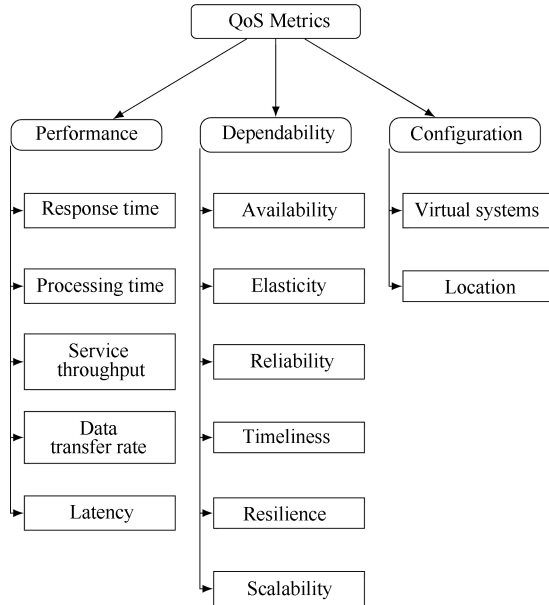 QoS Metrics
Performance
Dependability
Configuration
Response time
Availability
Virtual systems
Processing time
Elasticity
Location
Service
throughput
Reliability
Data
transfer rate
Timeliness
Latency
Resilience
Scalability